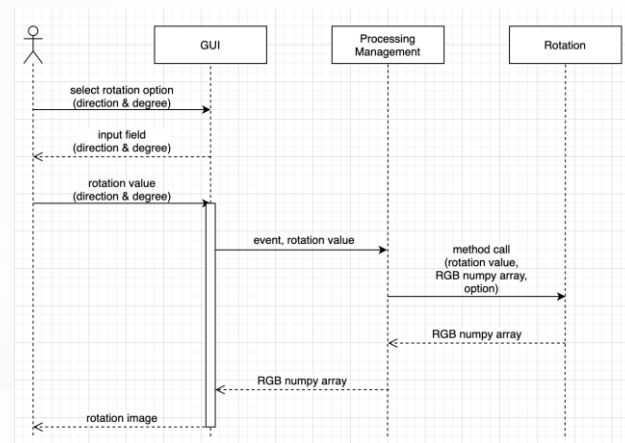 GUI
Processing
Management
Rotation
select rotation option
(direction & degree)
input field
(direction & degree)
rotation value
(direction & degree)
event, rotation value
method call
(rotation value,
RGB numpy array,
option)
RGB numpy array
RGB numpy array
rotation image